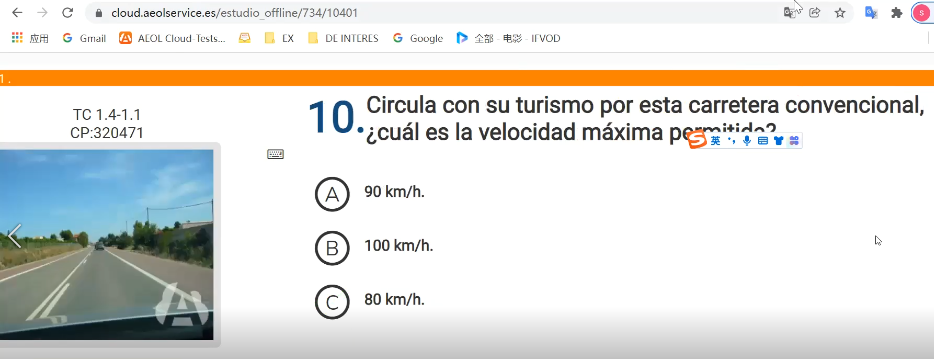 cloud.aeolservice.es/estudio_offline/734/10401
S
应用 Gmail AEOL Cloud-Tests... EX DE INTERES Google 全部 - 电影 - IFVOD
1.
TC 1.4-1.1
CP:320471
10. Circula con su turismo por esta carretera convencional,
¿cuál es la velocidad máxima permitida?
英
A 90 km/h.
B 100 km/h.
C 80 km/h.